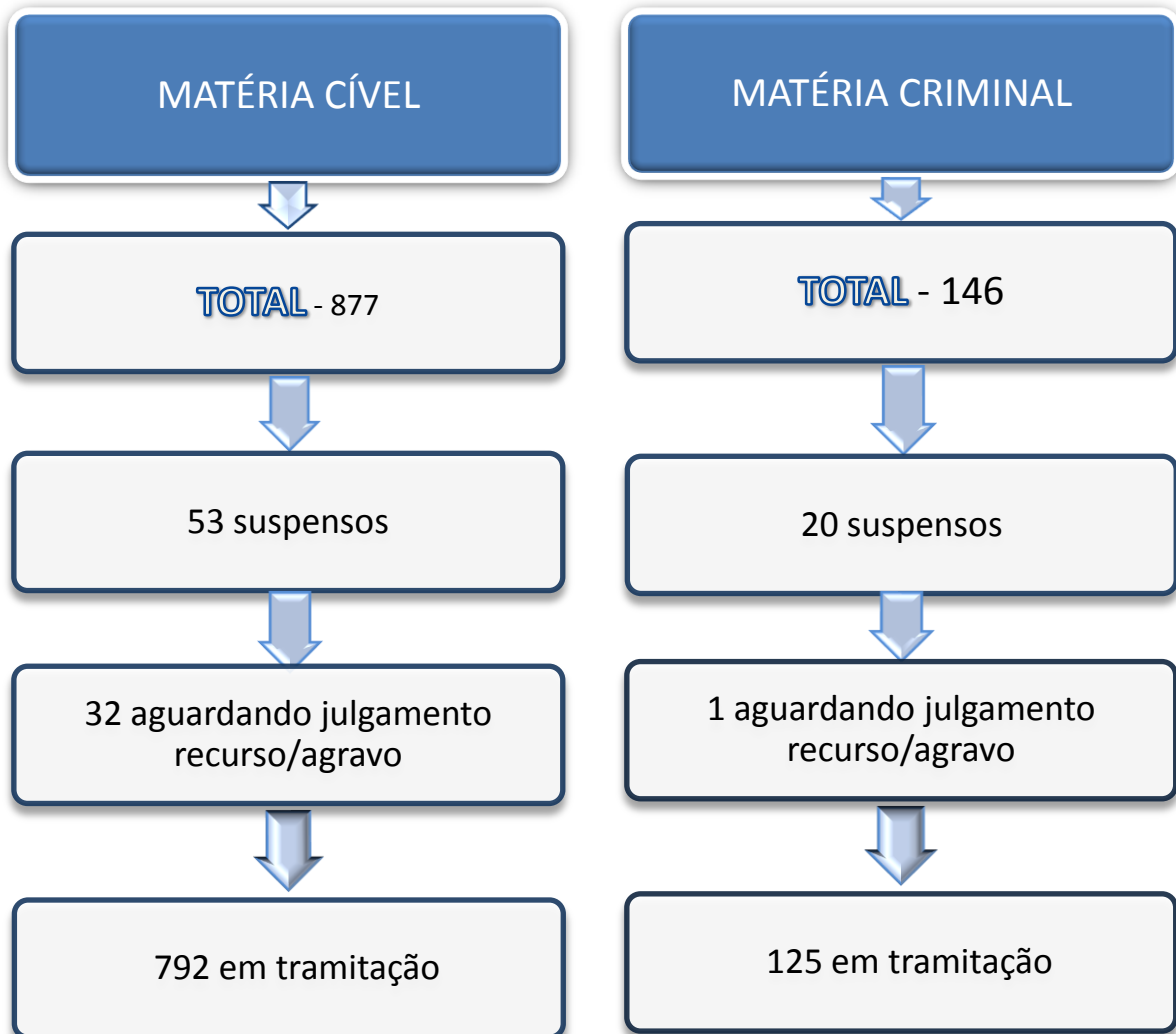 MATÉRIA CÍVEL
TOTAL - 877
53 suspensos
32 aguardando julgamento
recurso/agravo
792 em tramitação
MATÉRIA CRIMINAL
TOTAL - 146
20 suspensos
1 aguardando julgamento
recurso/agravo
125 em tramitação